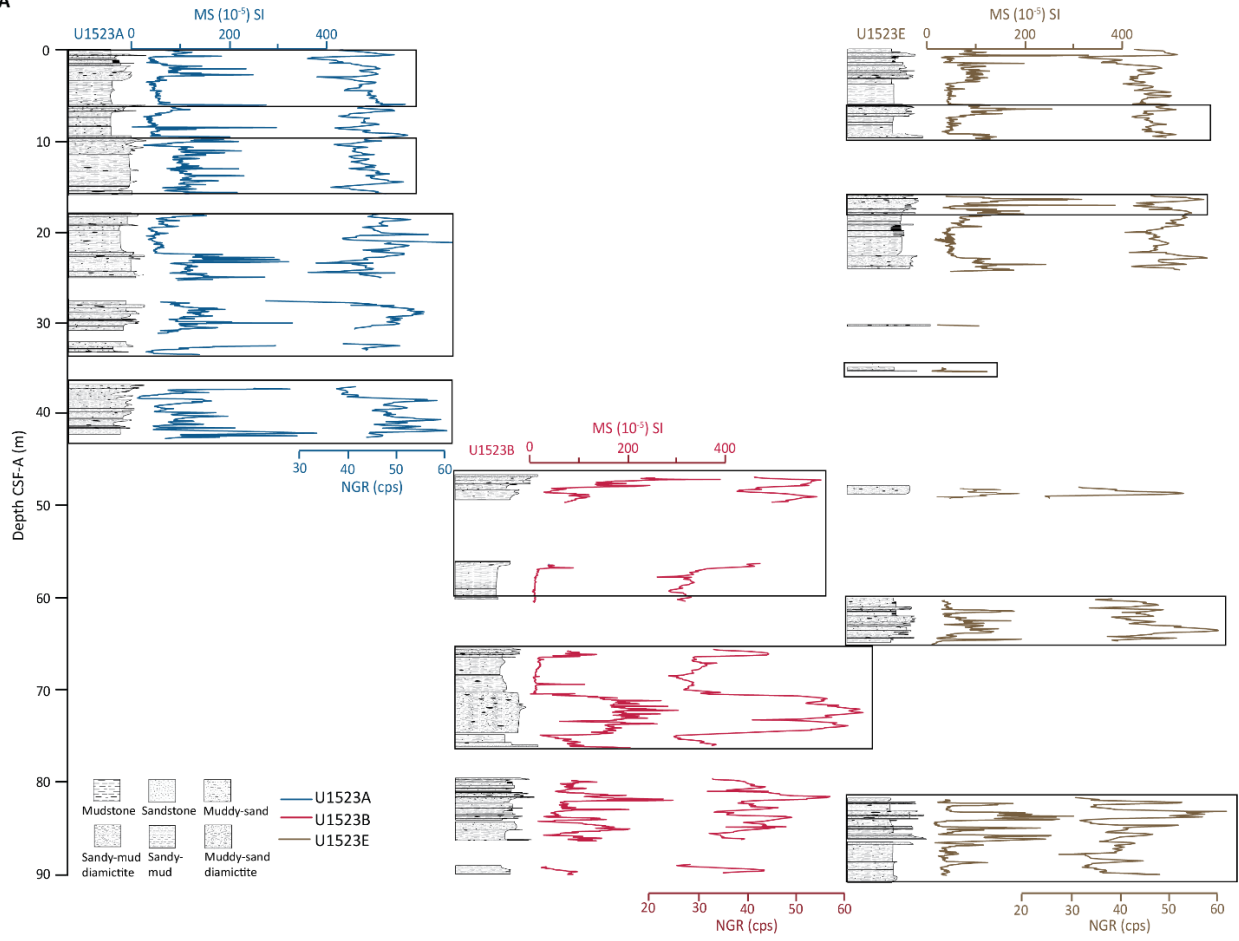 A
MS (10⁻⁵) SI
U1523A 0 200 400
MS (10⁻⁵) SI
U1523E 0 200 400
0
10
20
30
40
50
60
70
80
90
Depth CSF-A (m)
30 40 50 60
NGR (cps)
MS (10⁻⁵) SI
U1523B 0 200 400
Mudstone Sandstone Muddy-sand
Sandy-mud diamictite
Sandy-mud
Muddy-sand diamictite
U1523A
U1523B
U1523E
20 30 40 50 60
NGR (cps)
20 30 40 50 60
NGR (cps)